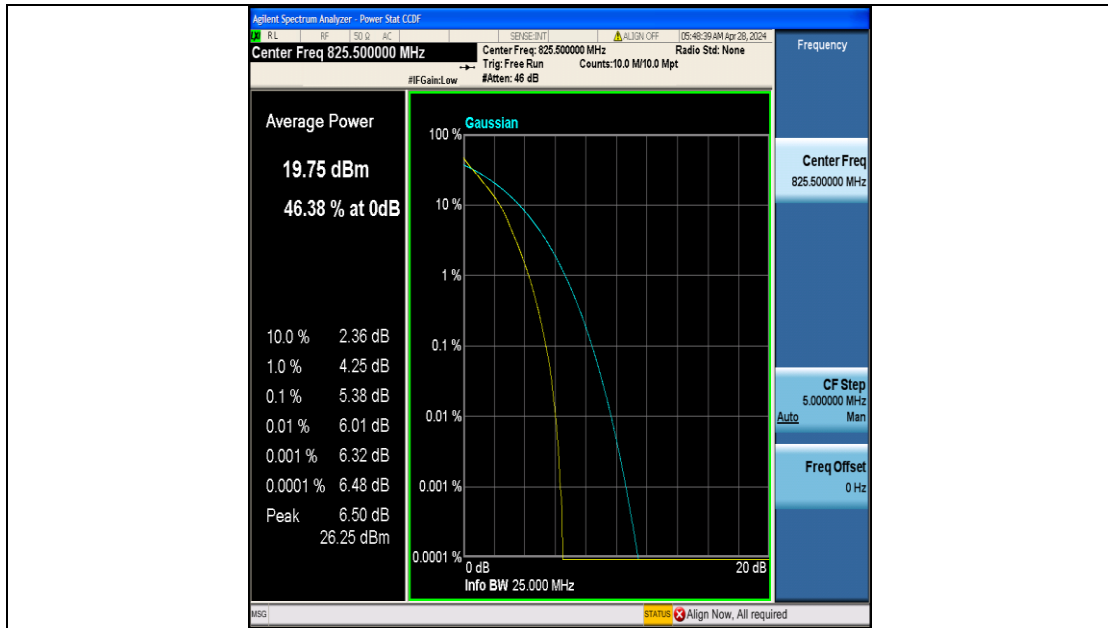 Agilent Spectrum Analyzer - Power Stat CCDF
RL RF 50 Ω AC SENSE:INT ALIGN OFF 05:48:39 AM Apr 28, 2024
Center Freq 825.500000 MHz
Center Freq: 825.500000 MHz Radio Std: None
Trig: Free Run Counts:10.0 M/10.0 Mpt
#IFGain:Low #Atten: 46 dB
Frequency
Average Power
19.75 dBm
46.38 % at 0dB
10.0 % 2.36 dB
1.0 % 4.25 dB
0.1 % 5.38 dB
0.01 % 6.01 dB
0.001 % 6.32 dB
0.0001 % 6.48 dB
Peak 6.50 dB
26.25 dBm
Gaussian
100 %
10 %
1 %
0.1 %
0.01 %
0.001 %
0.0001 %
0 dB 20 dB
Info BW 25.000 MHz
Center Freq
825.500000 MHz
CF Step
5.000000 MHz
Auto Man
Freq Offset
0 Hz
MSG STATUS Align Now, All required